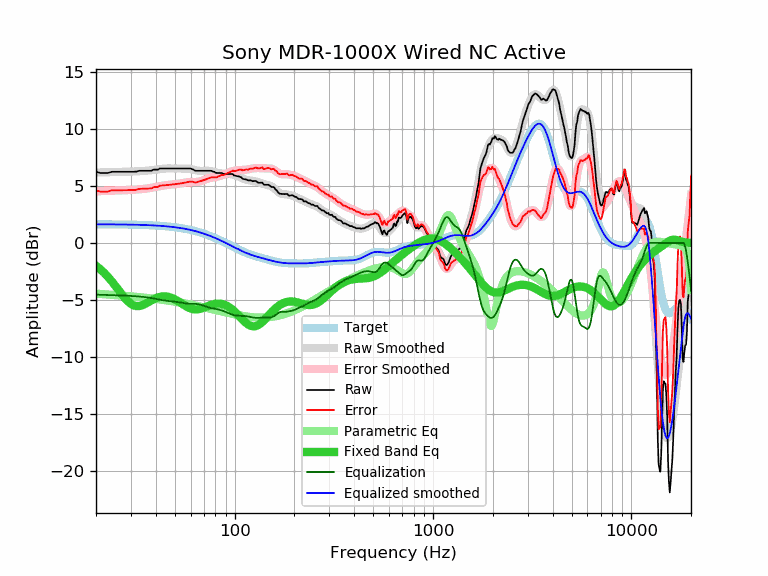 Sony MDR-1000X Wired NC Active
Amplitude (dBr)
15
10
5
0
−5
−10
−15
−20
Target
Raw Smoothed
Error Smoothed
Raw
Error
Parametric Eq
Fixed Band Eq
Equalization
Equalized smoothed
100
1000
10000
Frequency (Hz)